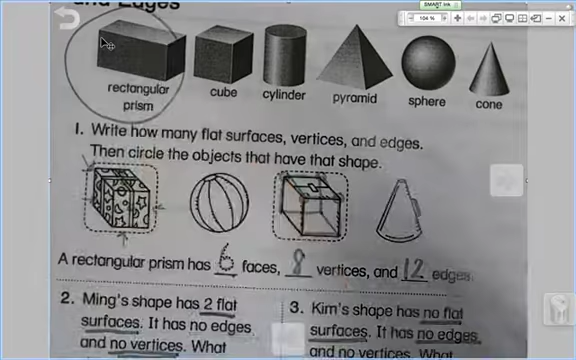 and Edges
SMART Ink
104 %
rectangular
prism
cube
cylinder
pyramid
sphere
cone
1. Write how many flat surfaces, vertices, and edges.
Then circle the objects that have that shape.
A rectangular prism has 6 faces, 8 vertices, and 12 edges.
2. Ming's shape has 2 flat
surfaces. It has no edges
and no vertices. What
3. Kim's shape has no flat
surfaces. It has no edges
and no vertices. What